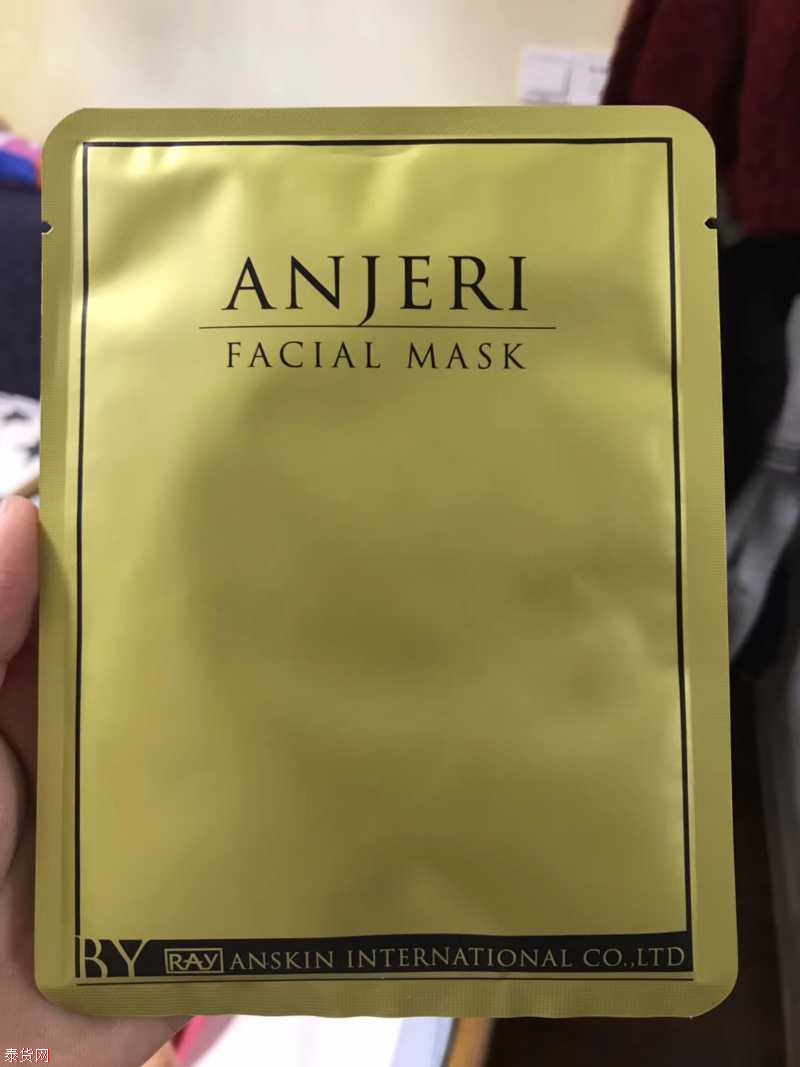 ANJERI
FACIAL MASK
BY RAY ANSKIN INTERNATIONAL CO.,LTD
泰货网